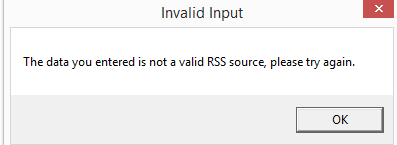 Invalid Input
The data you entered is not a valid RSS source, please try again.
OK